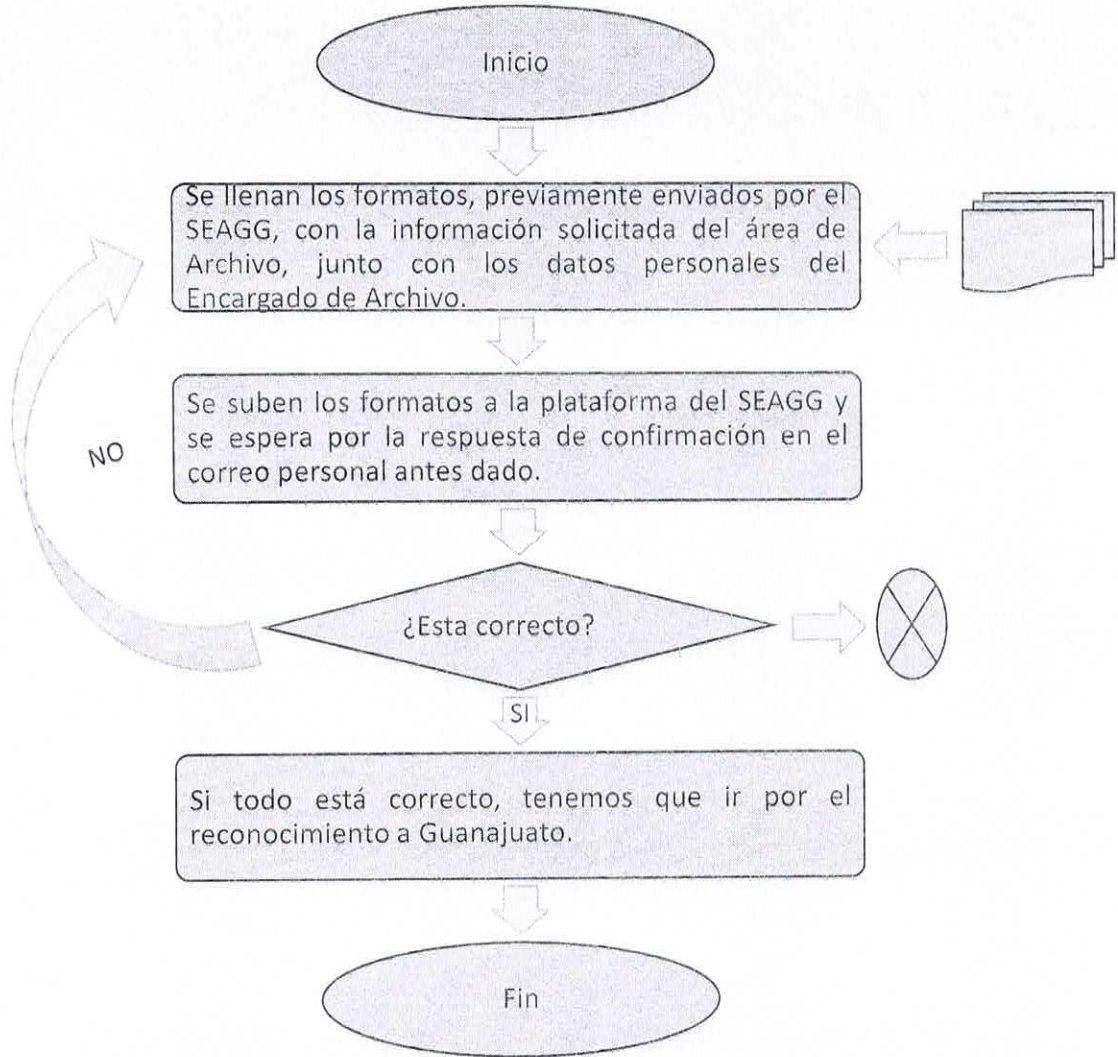 Inicio
Se llenan los formatos, previamente enviados por el
SEAGG, con la información solicitada del área de
Archivo, junto con los datos personales del
Encargado de Archivo.
Se suben los formatos a la plataforma del SEAGG y
se espera por la respuesta de confirmación en el
correo personal antes dado.
NO
¿Esta correcto?
SI
Si todo está correcto, tenemos que ir por el
reconocimiento a Guanajuato.
Fin